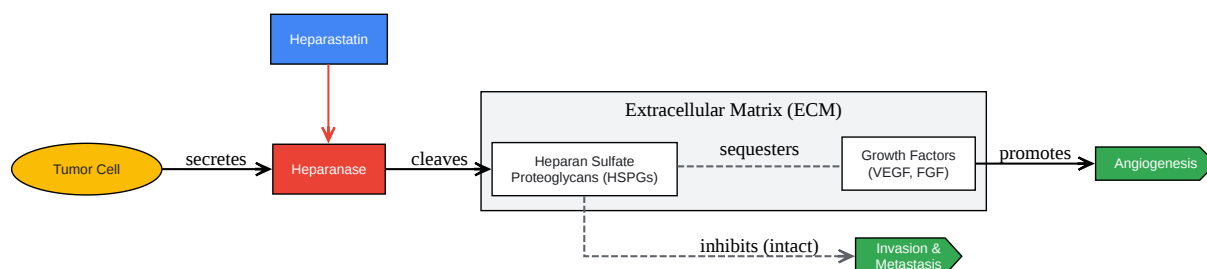 Heparastatin
Extracellular Matrix (ECM)
Tumor Cell
secretes
Heparanase
cleaves
Heparan Sulfate
Proteoglycans (HSPGs)
sequesters
Growth Factors
(VEGF, FGF)
promotes
Angiogenesis
inhibits (intact)
Invasion &
Metastasis